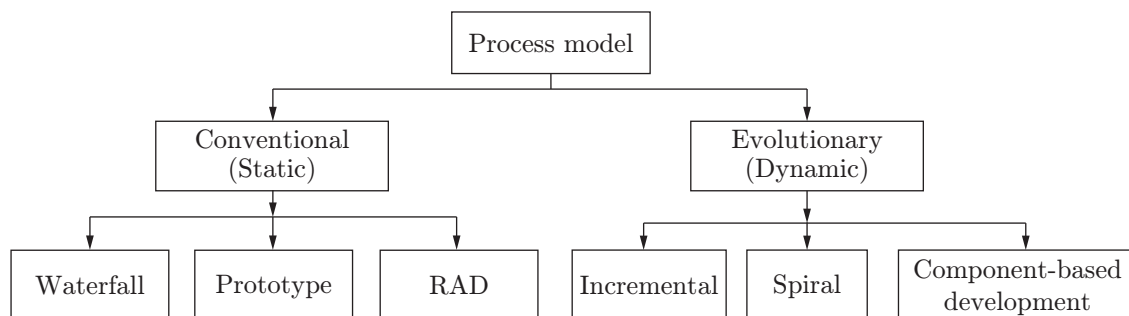 Process model
Conventional
(Static)
Evolutionary
(Dynamic)
Waterfall
Prototype
RAD
Incremental
Spiral
Component-based
development